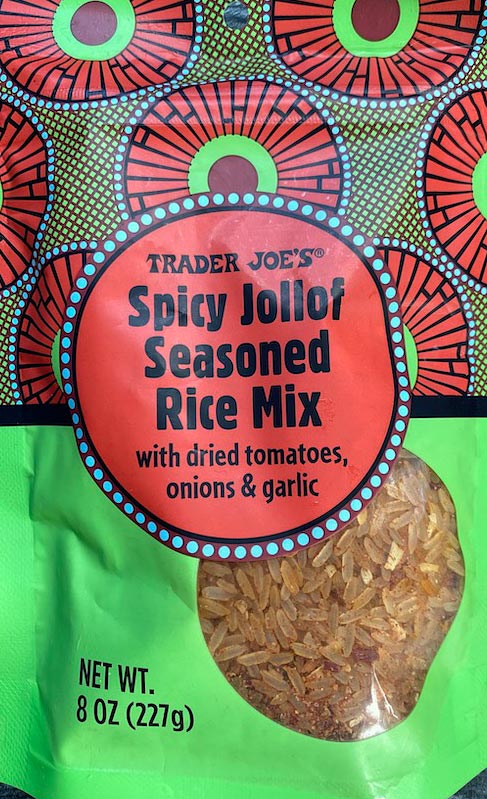 TRADER JOE'S®
Spicy Jollof
Seasoned
Rice Mix
with dried tomatoes,
onions & garlic
NET WT.
8 OZ (227g)